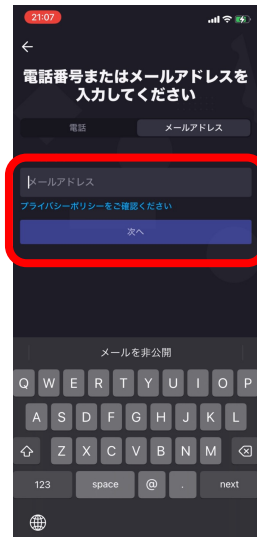 21:07
電話番号またはメールアドレスを
入力してください
電話 メールアドレス
メールアドレス
プライバシーポリシーをご確認ください
次へ
メールを非公開
Q W E R T Y U I O P
A S D F G H J K L
Z X C V B N M
123 space @ . next